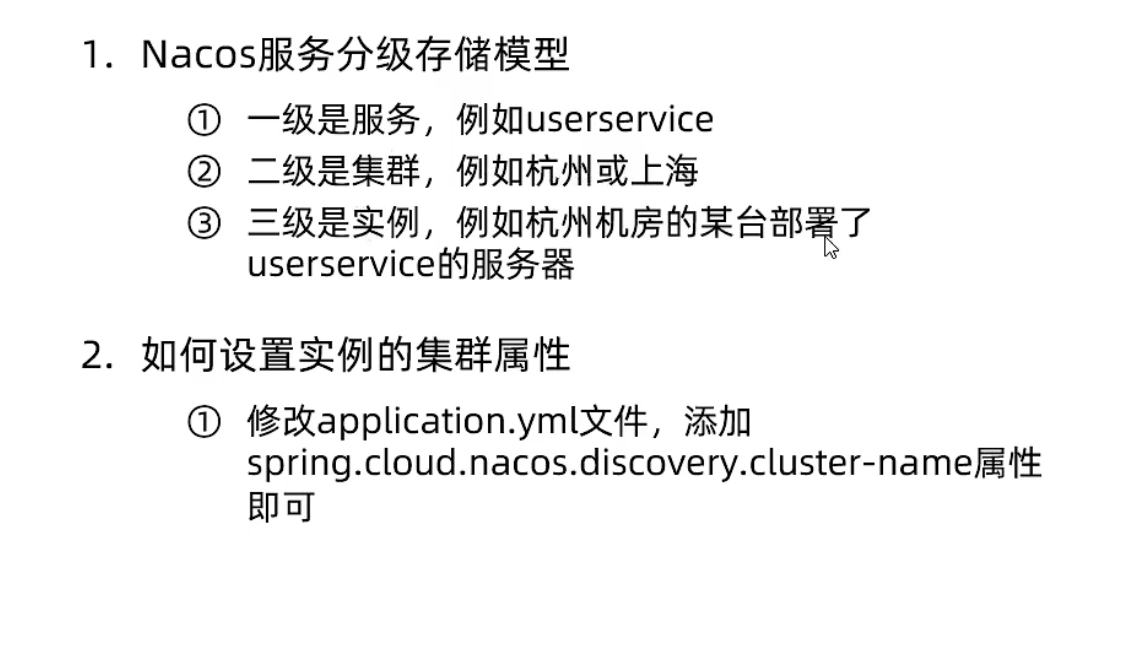 1. Nacos服务分级存储模型
① 一级是服务，例如userservice
② 二级是集群，例如杭州或上海
③ 三级是实例，例如杭州机房的某台部署了
userservice的服务器
2. 如何设置实例的集群属性
① 修改application.yml文件，添加
spring.cloud.nacos.discovery.cluster-name属性
即可